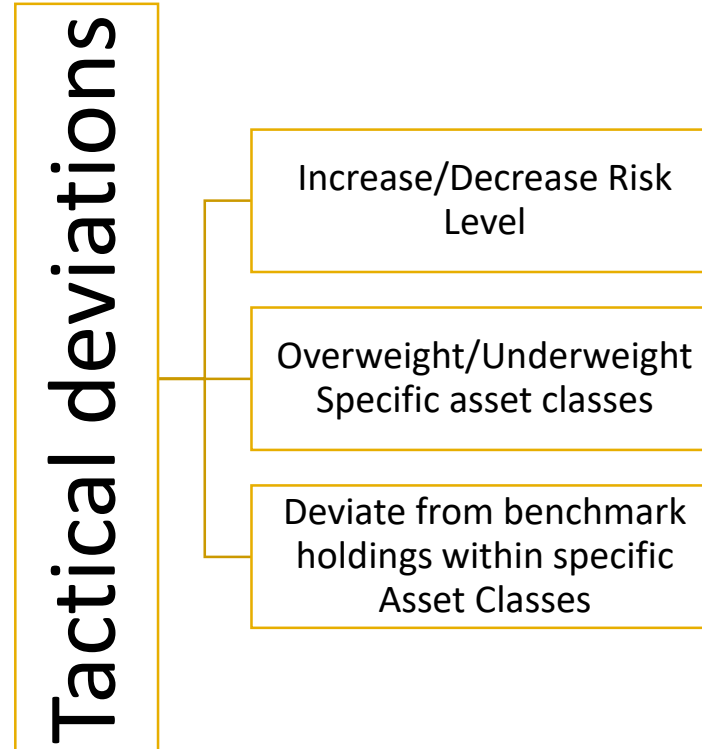 Tactical deviations
Increase/Decrease Risk
Level
Overweight/Underweight
Specific asset classes
Deviate from benchmark
holdings within specific
Asset Classes